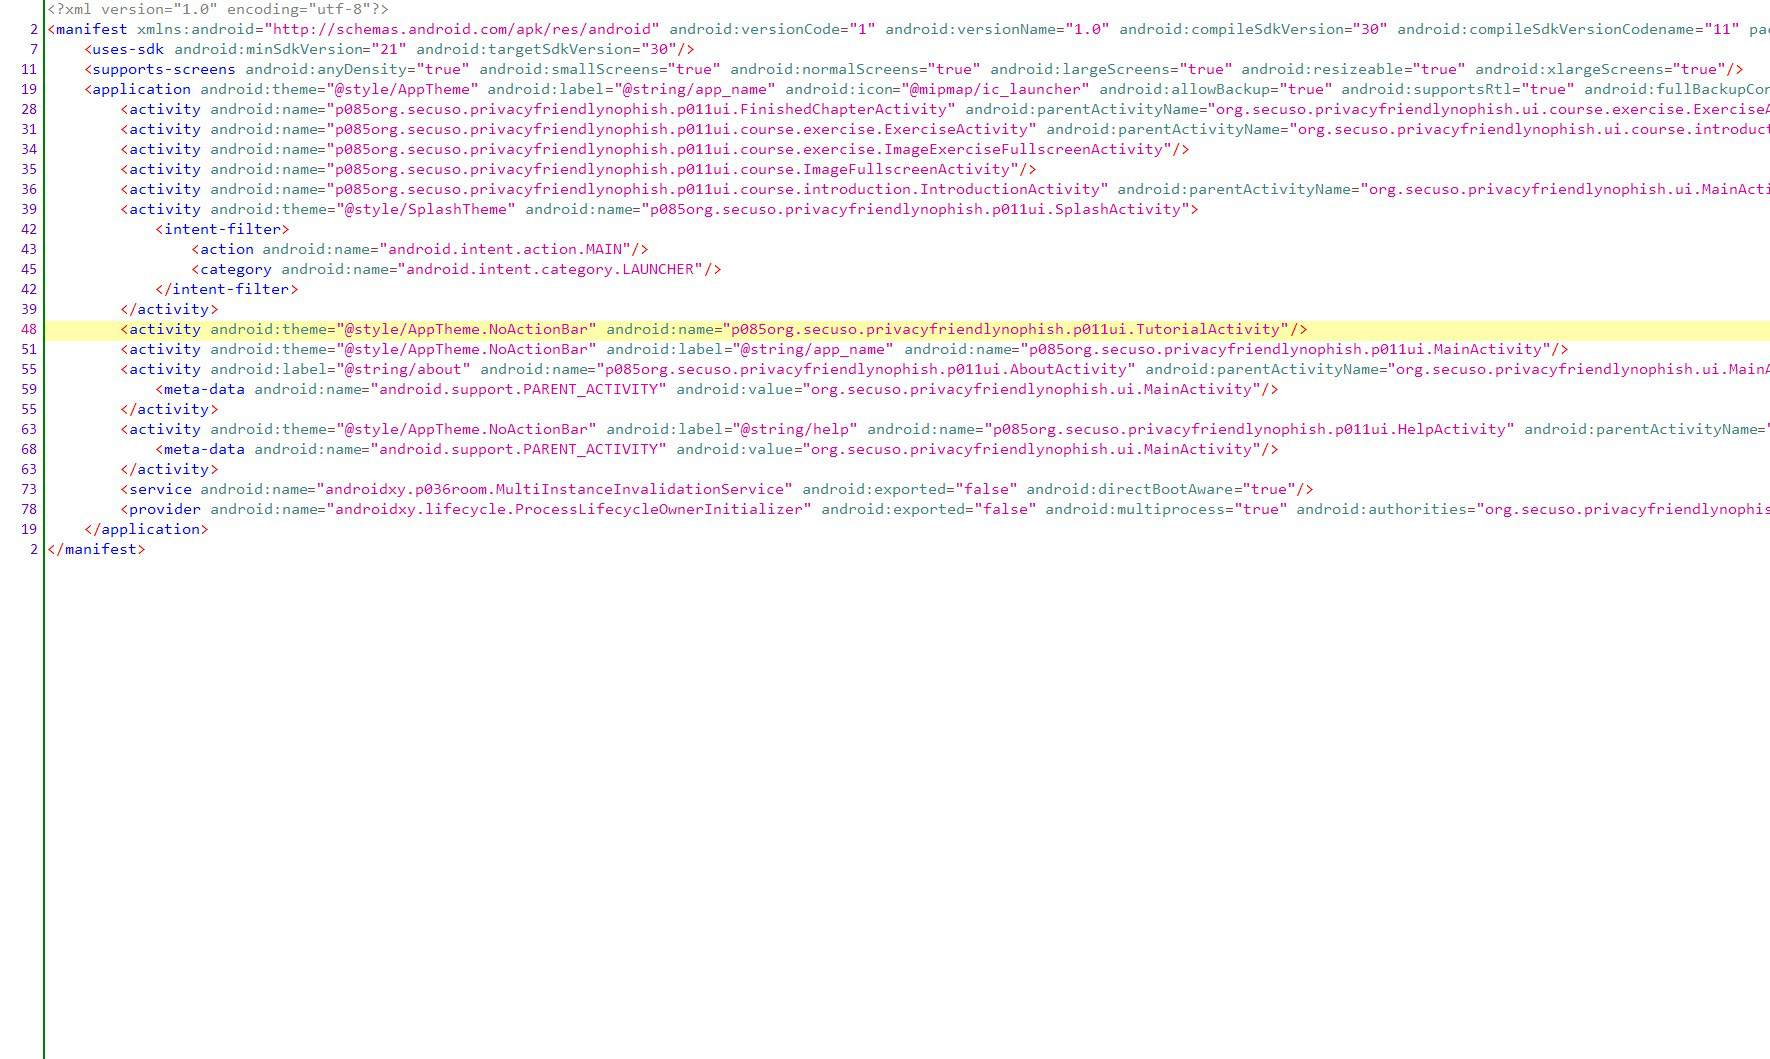 <?xml version="1.0" encoding="utf-8"?>
2 <manifest xmlns:android="http://schemas.android.com/apk/res/android" android:versionCode="1" android:versionName="1.0" android:compileSdkVersion="30" android:compileSdkVersionCodename="11" pac
7 <uses-sdk android:minSdkVersion="21" android:targetSdkVersion="30"/>
11 <supports-screens android:anyDensity="true" android:smallScreens="true" android:normalScreens="true" android:largeScreens="true" android:resizeable="true" android:xlargeScreens="true"/>
19 <application android:theme="@style/AppTheme" android:label="@string/app_name" android:icon="@mipmap/ic_launcher" android:allowBackup="true" android:supportsRtl="true" android:fullBackupCon
28 <activity android:name="p085org.secuso.privacyfriendlynophish.p011ui.FinishedChapterActivity" android:parentActivityName="org.secuso.privacyfriendlynophish.ui.course.exercise.ExerciseA
31 <activity android:name="p085org.secuso.privacyfriendlynophish.p011ui.course.exercise.ExerciseActivity" android:parentActivityName="org.secuso.privacyfriendlynophish.ui.course.introduct
34 <activity android:name="p085org.secuso.privacyfriendlynophish.p011ui.course.exercise.ImageExerciseFullscreenActivity"/>
35 <activity android:name="p085org.secuso.privacyfriendlynophish.p011ui.course.ImageFullscreenActivity"/>
36 <activity android:name="p085org.secuso.privacyfriendlynophish.p011ui.course.introduction.IntroductionActivity" android:parentActivityName="org.secuso.privacyfriendlynophish.ui.MainActi
39 <activity android:theme="@style/SplashTheme" android:name="p085org.secuso.privacyfriendlynophish.p011ui.SplashActivity">
42 <intent-filter>
43 <action android:name="android.intent.action.MAIN"/>
45 <category android:name="android.intent.category.LAUNCHER"/>
42 </intent-filter>
39 </activity>
48 <activity android:theme="@style/AppTheme.NoActionBar" android:name="p085org.secuso.privacyfriendlynophish.p011ui.TutorialActivity"/>
51 <activity android:theme="@style/AppTheme.NoActionBar" android:label="@string/app_name" android:name="p085org.secuso.privacyfriendlynophish.p011ui.MainActivity"/>
55 <activity android:label="@string/about" android:name="p085org.secuso.privacyfriendlynophish.p011ui.AboutActivity" android:parentActivityName="org.secuso.privacyfriendlynophish.ui.MainA
59 <meta-data android:name="android.support.PARENT_ACTIVITY" android:value="org.secuso.privacyfriendlynophish.ui.MainActivity"/>
55 </activity>
63 <activity android:theme="@style/AppTheme.NoActionBar" android:label="@string/help" android:name="p085org.secuso.privacyfriendlynophish.p011ui.HelpActivity" android:parentActivityName="
68 <meta-data android:name="android.support.PARENT_ACTIVITY" android:value="org.secuso.privacyfriendlynophish.ui.MainActivity"/>
63 </activity>
73 <service android:name="androidxy.p036room.MultiInstanceInvalidationService" android:exported="false" android:directBootAware="true"/>
78 <provider android:name="androidxy.lifecycle.ProcessLifecycleOwnerInitializer" android:exported="false" android:multiprocess="true" android:authorities="org.secuso.privacyfriendlynophis
19 </application>
2 </manifest>